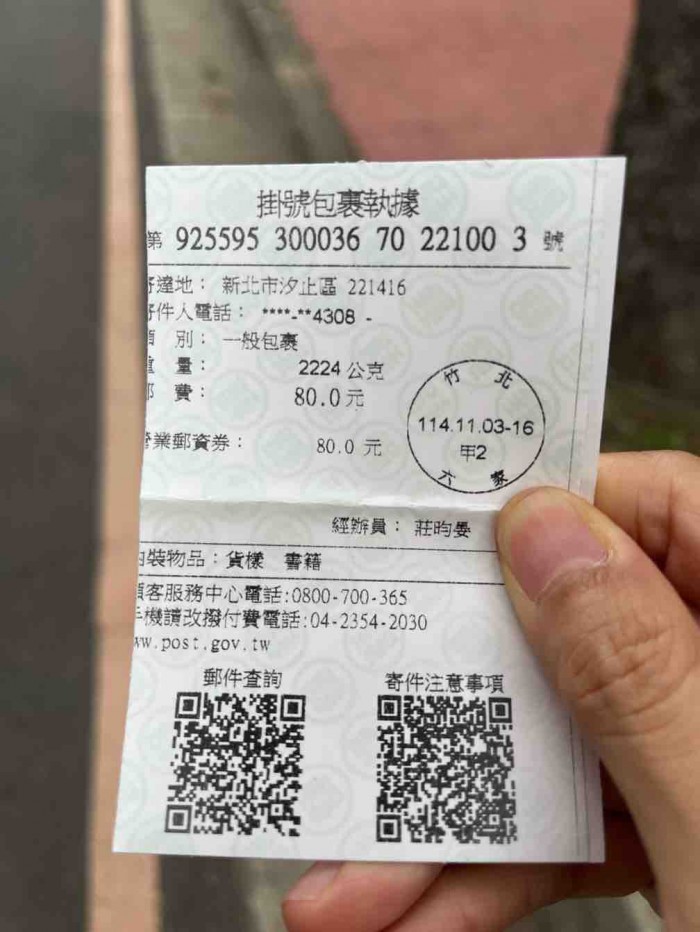 掛號包裹執據
第 925595 300036 70 22100 3 號
寄達地： 新北市汐止區 221416
寄件人電話： ****-**4308 -
類 別： 一般包裹
重 量： 2224 公克
郵 費： 80.0 元
營業郵資券： 80.0 元
竹 北
114.11.03-16
甲2
六 家
經辦員： 莊昀晏
內裝物品：貨樣 書籍
顧客服務中心電話:0800-700-365
手機請改撥付費電話:04-2354-2030
www.post.gov.tw
郵件查詢 寄件注意事項